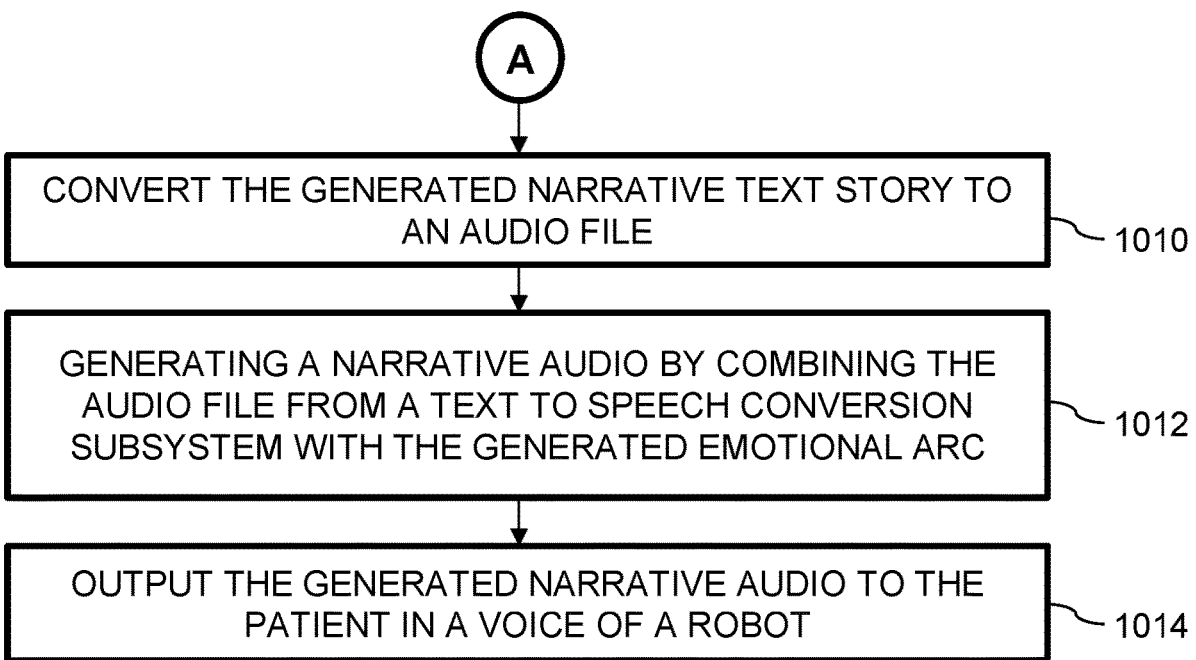 A
CONVERT THE GENERATED NARRATIVE TEXT STORY TO
AN AUDIO FILE
1010
GENERATING A NARRATIVE AUDIO BY COMBINING THE
AUDIO FILE FROM A TEXT TO SPEECH CONVERSION
SUBSYSTEM WITH THE GENERATED EMOTIONAL ARC
1012
OUTPUT THE GENERATED NARRATIVE AUDIO TO THE
PATIENT IN A VOICE OF A ROBOT
1014